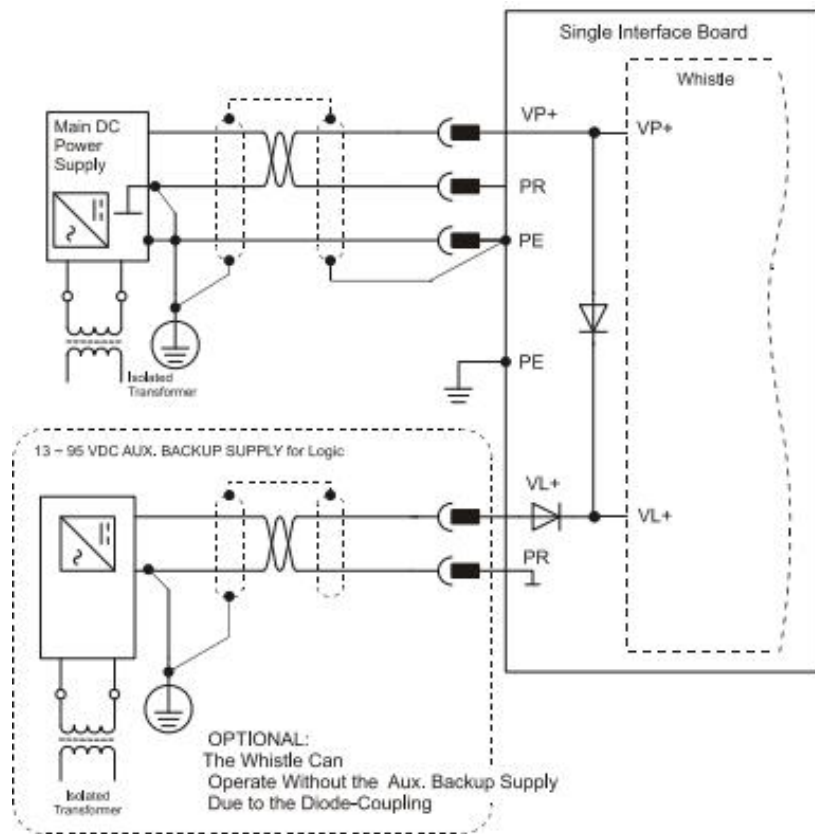 Single Interface Board
Whistle
Main DC
Power
Supply
VP+
VP+
PR
PE
Isolated
Transformer
PE
13 ~ 95 VDC AUX. BACKUP SUPPLY for Logic
VL+
VL+
PR
OPTIONAL:
The Whistle Can
Operate Without the Aux. Backup Supply
Due to the Diode-Coupling
Isolated
Transformer